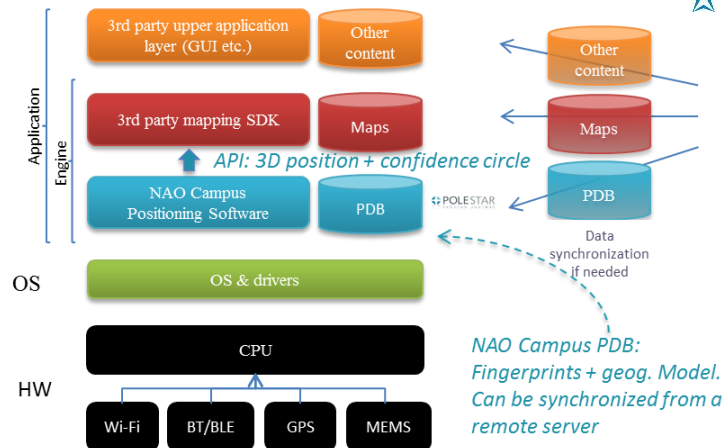 3rd party upper application
layer (GUI etc.)
Other
content
Other
content
Application
Engine
3rd party mapping SDK
Maps
Maps
API: 3D position + confidence circle
NAO Campus
Positioning Software
PDB
POLESTAR
PDB
Data
synchronization
if needed
OS
OS & drivers
CPU
HW
Wi-Fi
BT/BLE
GPS
MEMS
NAO Campus PDB:
Fingerprints + geog. Model.
Can be synchronized from a
remote server